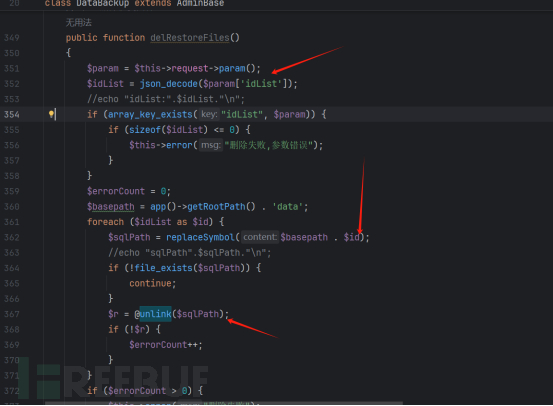 20 class DataBackup extends AdminBase
无用法
349 public function delRestoreFiles()
350 {
351 $param = $this->request->param();
352 $idList = json_decode($param['idList']);
353 //echo "idList:".$idList."\n";
354 if (array_key_exists( key: "idList", $param)) {
355 if (sizeof($idList) <= 0) {
356 $this->error( msg: "删除失败,参数错误");
357 }
358 }
359 $errorCount = 0;
360 $basepath = app()->getRootPath() . 'data';
361 foreach ($idList as $id) {
362 $sqlPath = replaceSymbol( content: $basepath . $id);
363 //echo "sqlPath".$sqlPath."\n";
364 if (!file_exists($sqlPath)) {
365 continue;
366 }
367 $r = @unlink($sqlPath);
368 if (!$r) {
369 $errorCount++;
370 }
371 }
372 if ($errorCount > 0) {
REEBUF